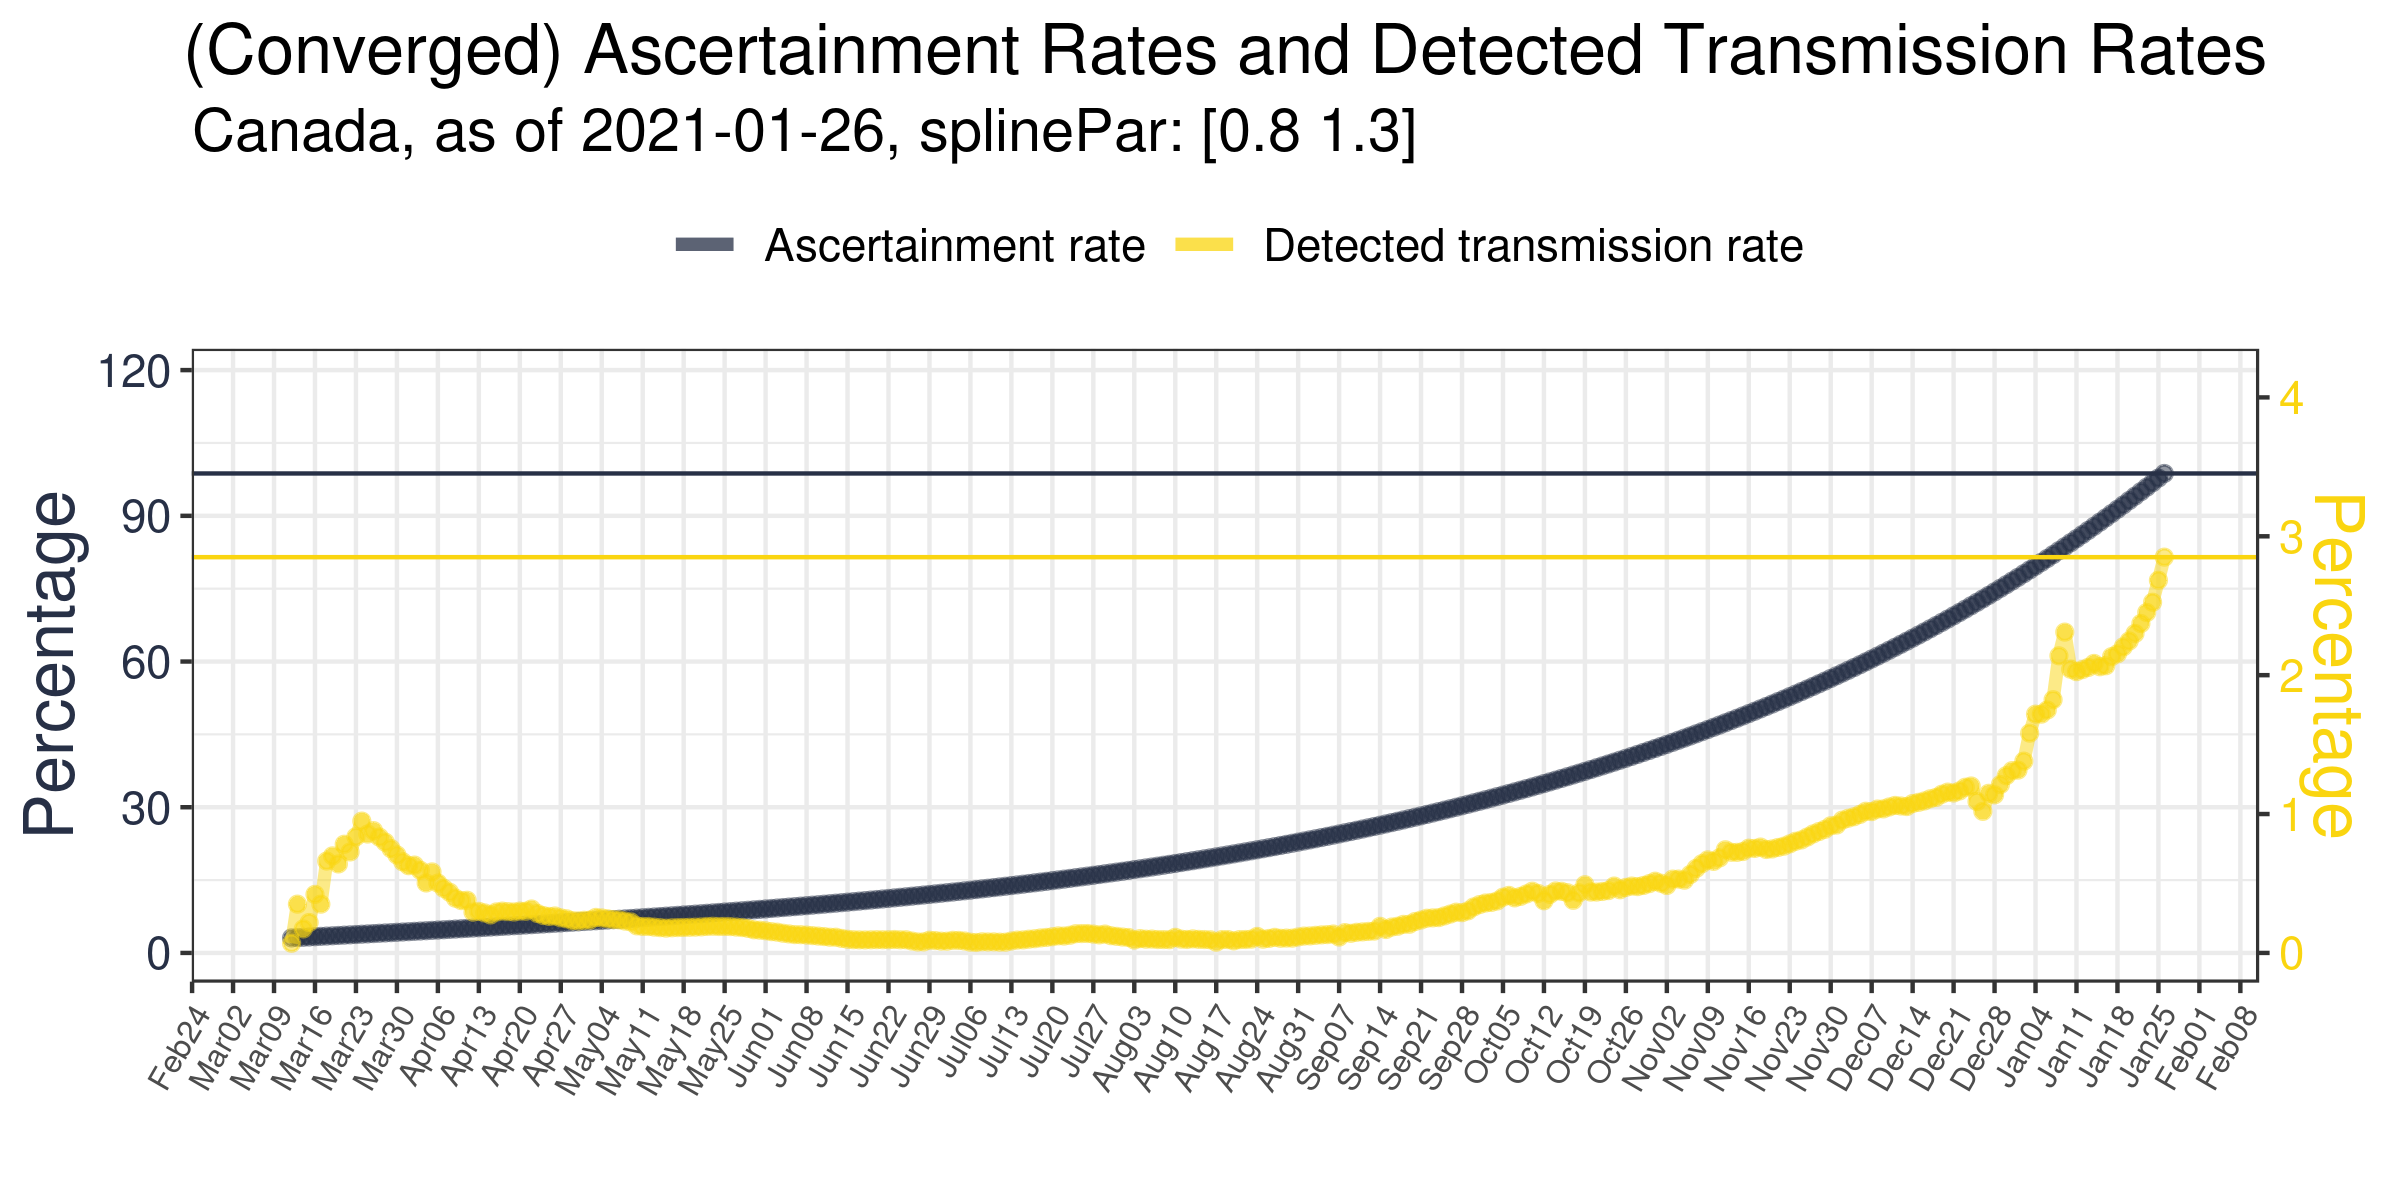 (Converged) Ascertainment Rates and Detected Transmission Rates
Canada, as of 2021-01-26, splinePar: [0.8 1.3]
Ascertainment rate Detected transmission rate
Percentage
120
90
60
30
0
4
3
2
1
0
Percentage
Feb24 Mar02 Mar09 Mar16 Mar23 Mar30 Apr06 Apr13 Apr20 Apr27 May04 May11 May18 May25 Jun01 Jun08 Jun15 Jun22 Jun29 Jul06 Jul13 Jul20 Jul27 Aug03 Aug10 Aug17 Aug24 Aug31 Sep07 Sep14 Sep21 Sep28 Oct05 Oct12 Oct19 Oct26 Nov02 Nov09 Nov16 Nov23 Nov30 Dec07 Dec14 Dec21 Dec28 Jan04 Jan11 Jan18 Jan25 Feb01 Feb08